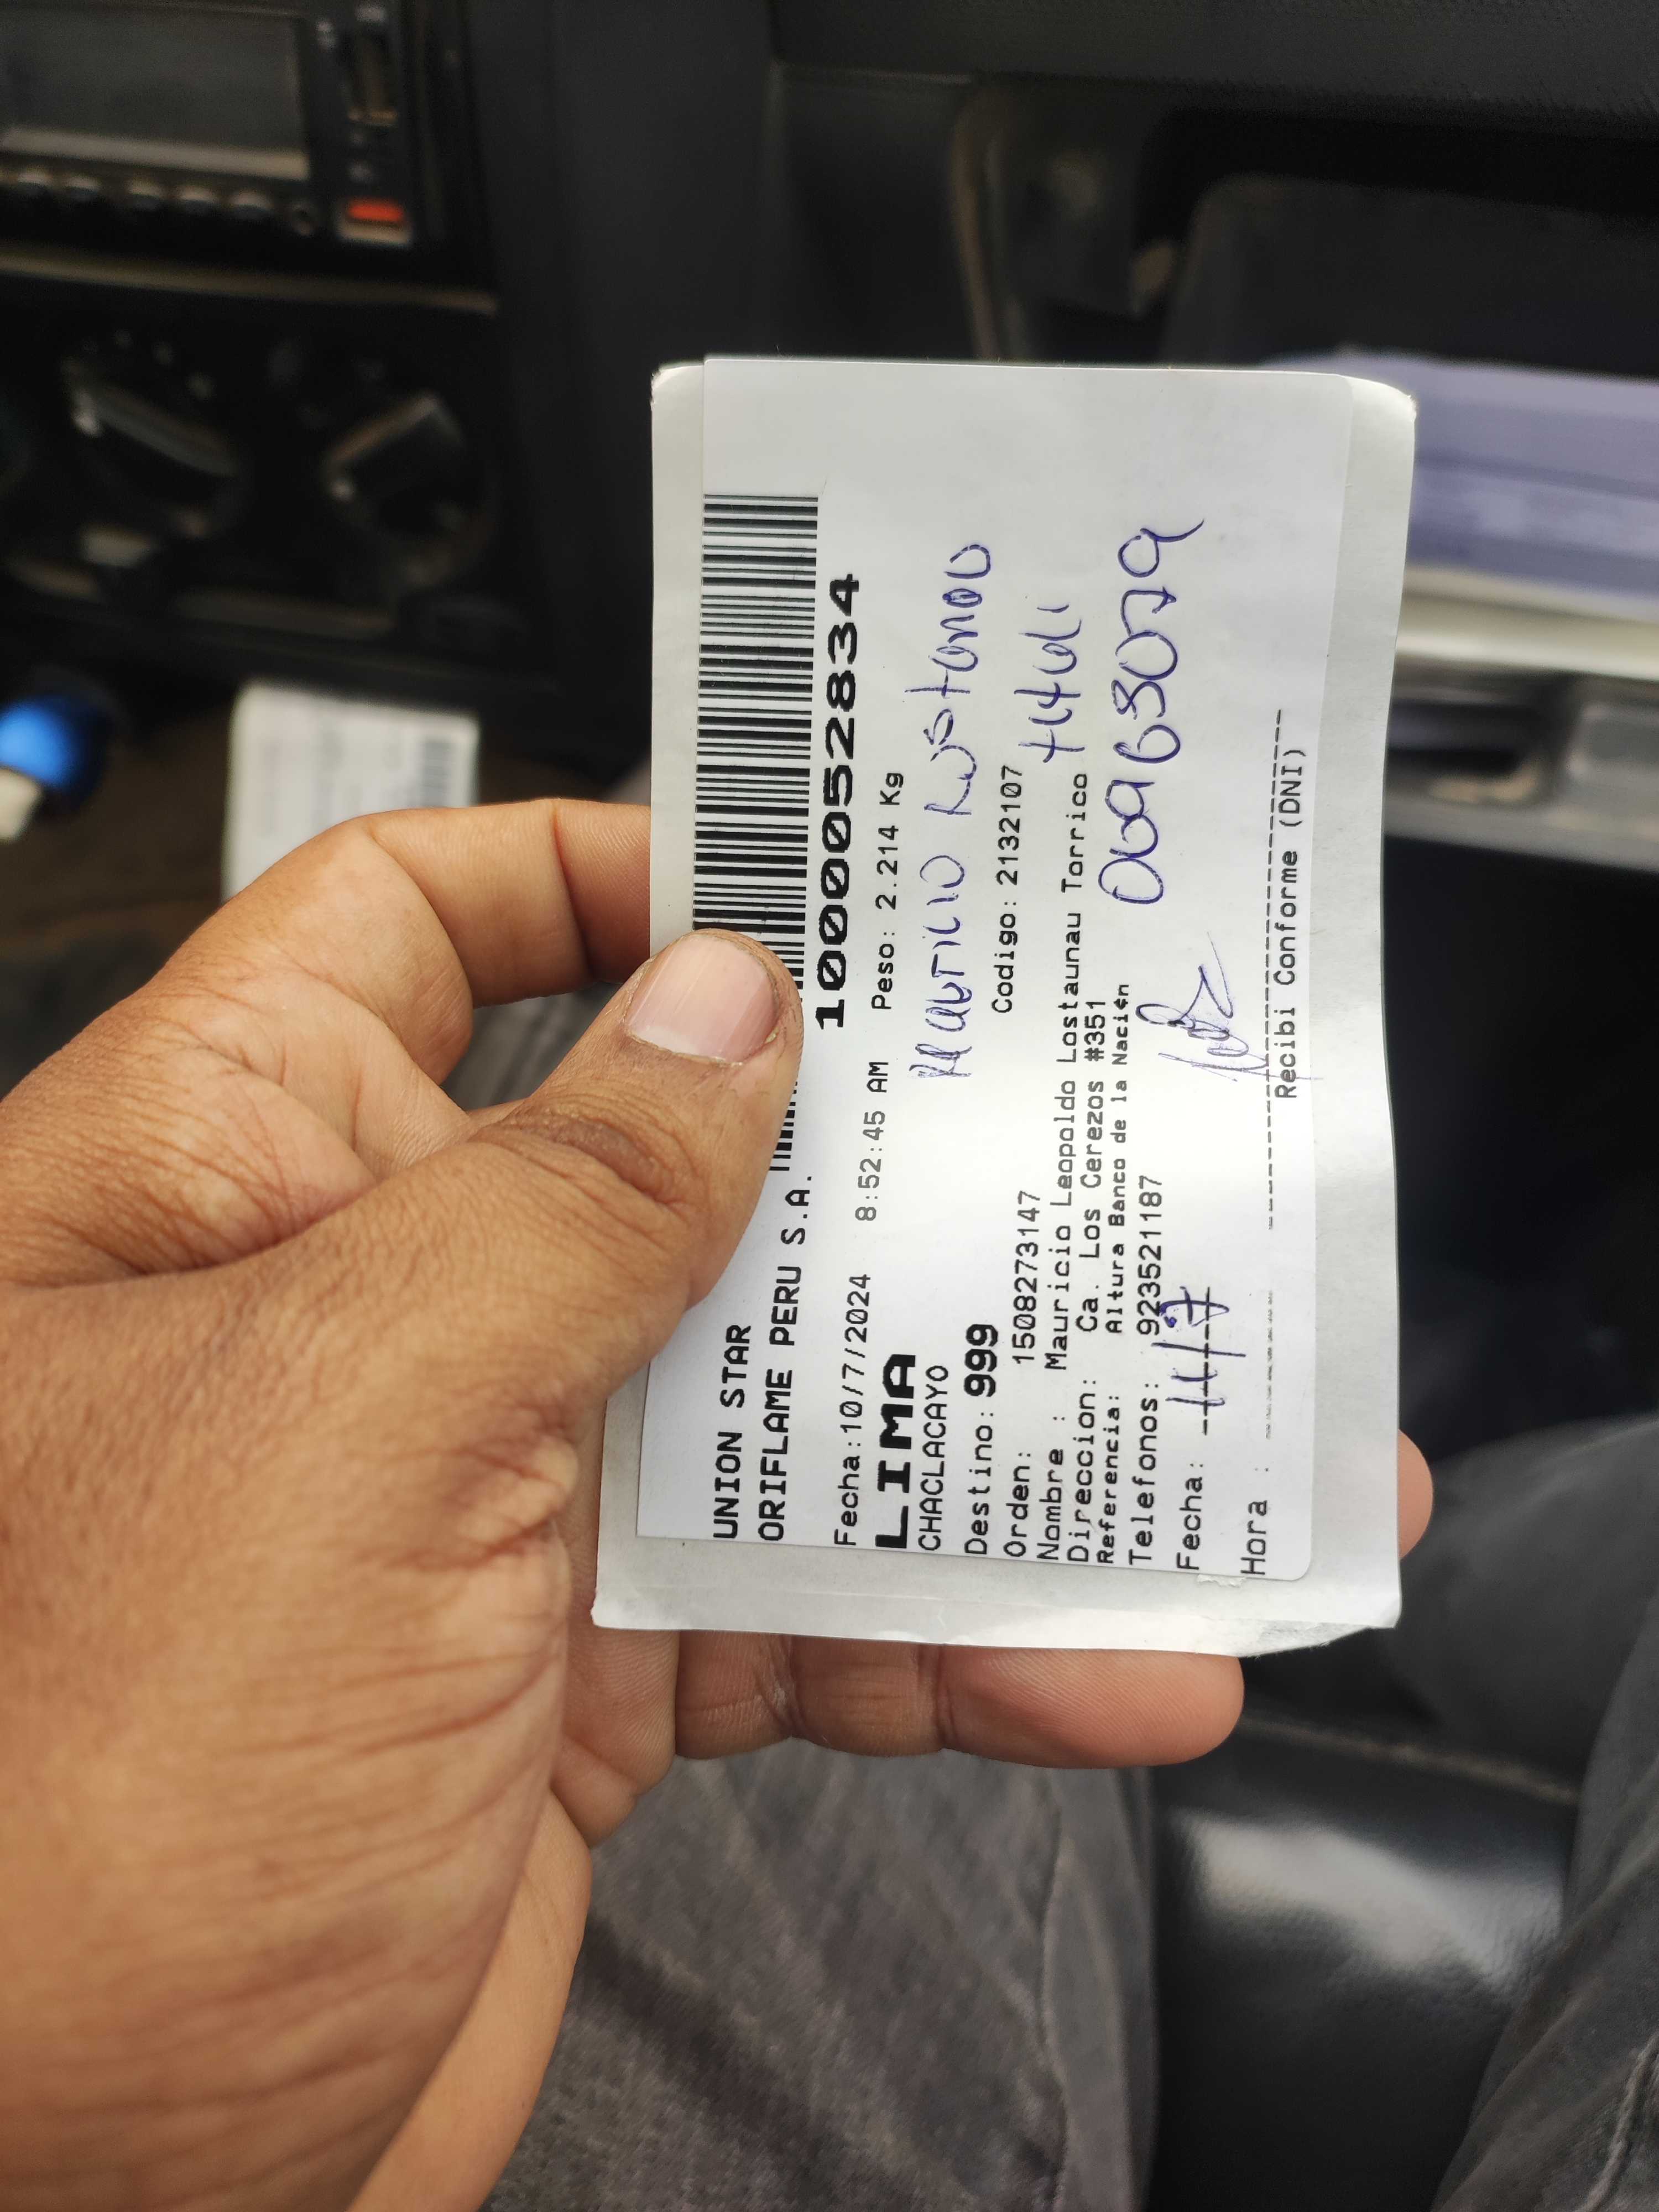 UNION STAR
ORIFLAME PERU S.A.
1000052834
Fecha:10/7/2024 8:52:45 AM Peso: 2.214 Kg
LIMA
CHACLACAYO
Destino: 999
Orden: 1508273147 Codigo: 2132107
Nombre : Mauricio Leopoldo Lostaunau Torrico
Direccion: Ca. Los Cerezos #351
Referencia: Altura Banco de la Nación
Telefonos: 923521187
Fecha: 11/7
Hora :
Recibi Conforme (DNI)